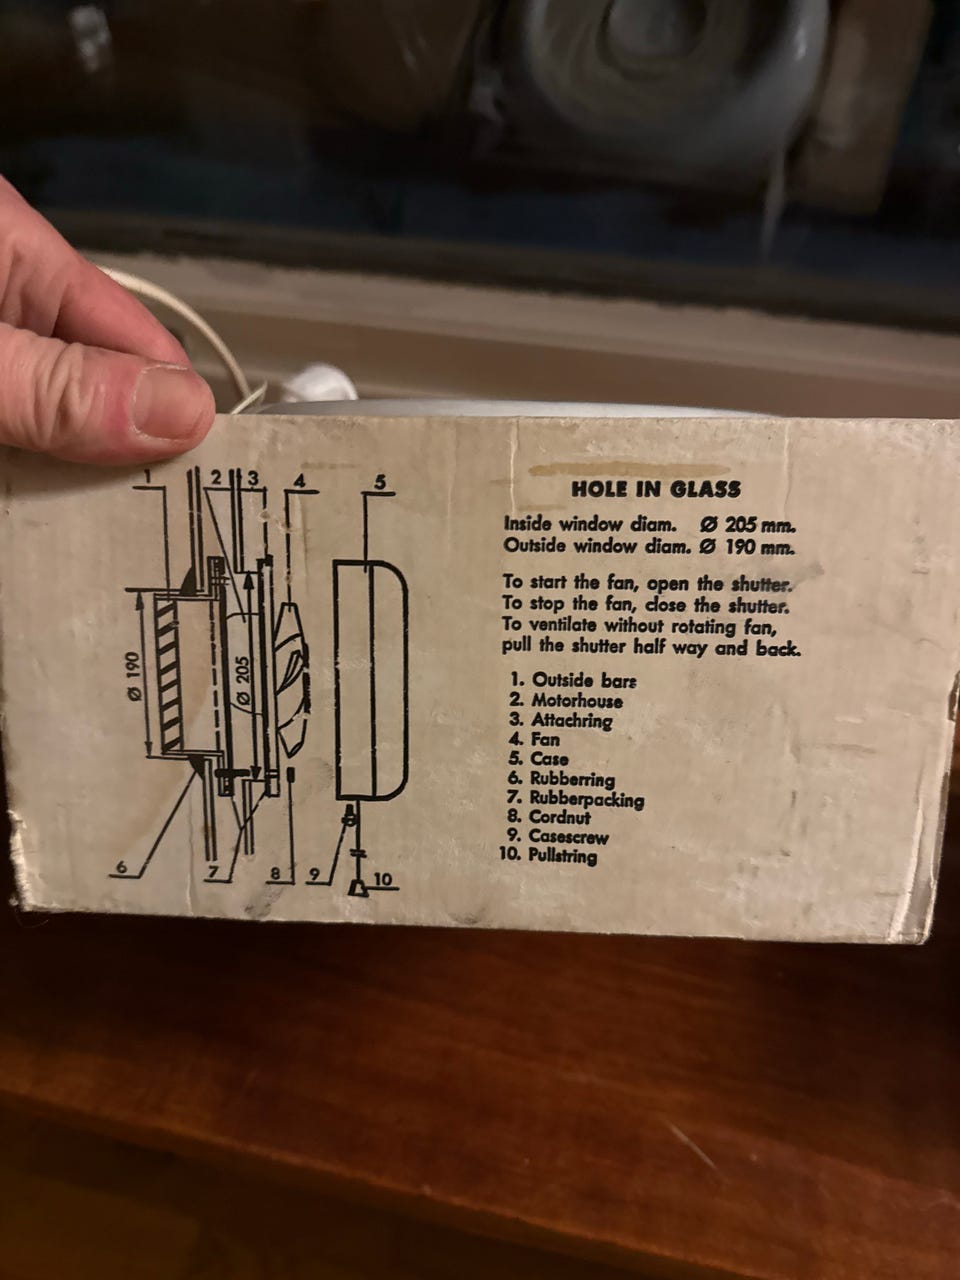 1 2 3 4 5
HOLE IN GLASS
Inside window diam. Ø 205 mm.
Outside window diam. Ø 190 mm.
To start the fan, open the shutter.
To stop the fan, close the shutter.
To ventilate without rotating fan,
pull the shutter half way and back.
1. Outside bars
2. Motorhouse
3. Attachring
4. Fan
5. Case
6. Rubberring
7. Rubberpacking
8. Cordnut
9. Casescrew
10. Pullstring
Ø 190
Ø 205
6 7 8 9 10